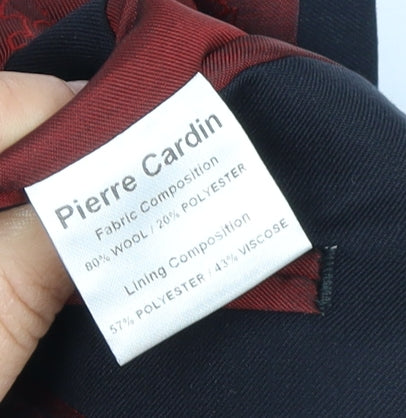 Pierre Cardin
Fabric Composition
80% WOOL / 20% POLYESTER
Lining Composition
57% POLYESTER / 43% VISCOSE